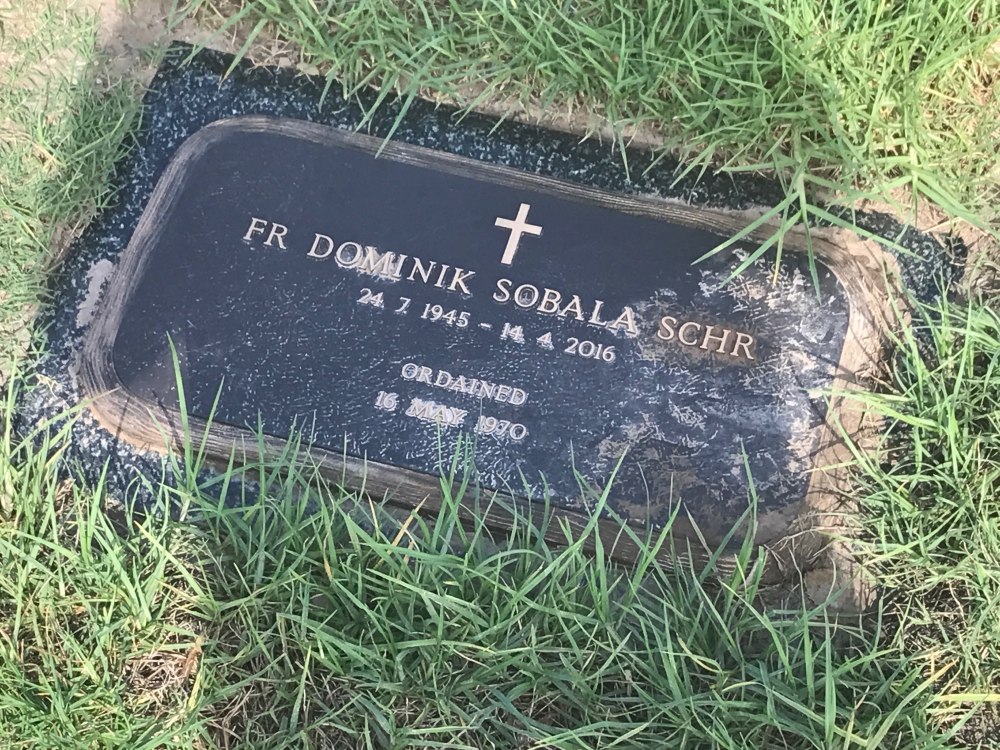 FR DOMINIK SOBALA SCHR
24 . 7 . 1945 - 14 . 4 . 2016
ORDAINED
16 MAY 1970